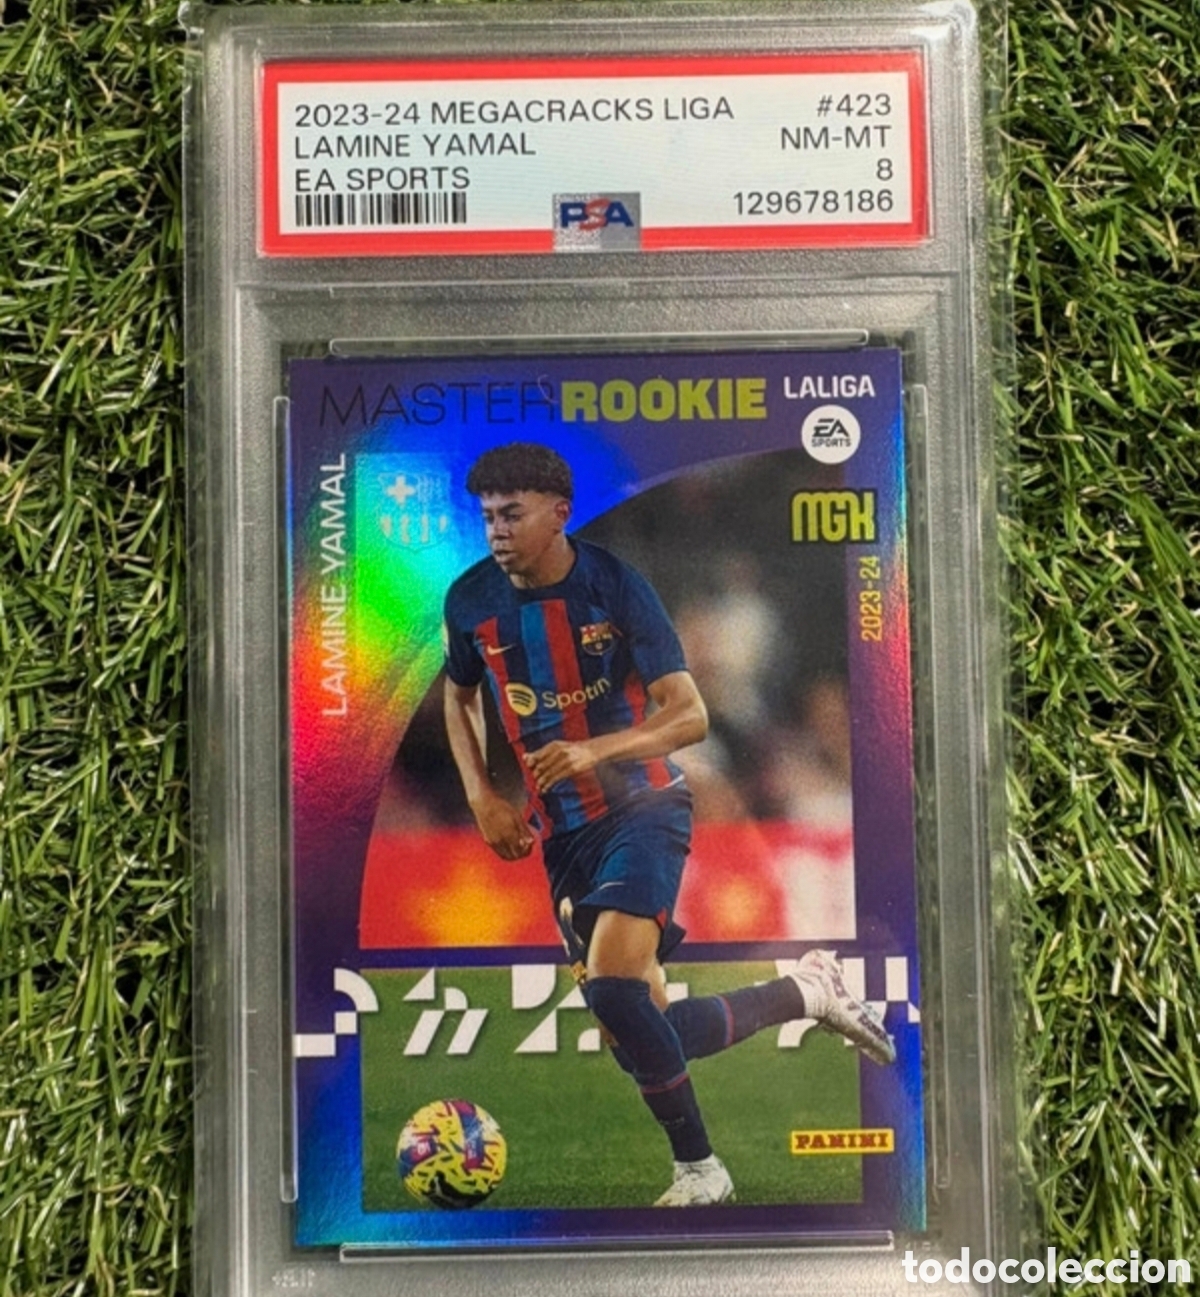 2023-24 MEGACRACKS LIGA #423
LAMINE YAMAL NM-MT
EA SPORTS 8
PSA 129678186
MASTERROOKIE LALIGA
EA SPORTS
LAMINE YAMAL
MGK
2023-24
Spotify
PANINI
todocoleccion